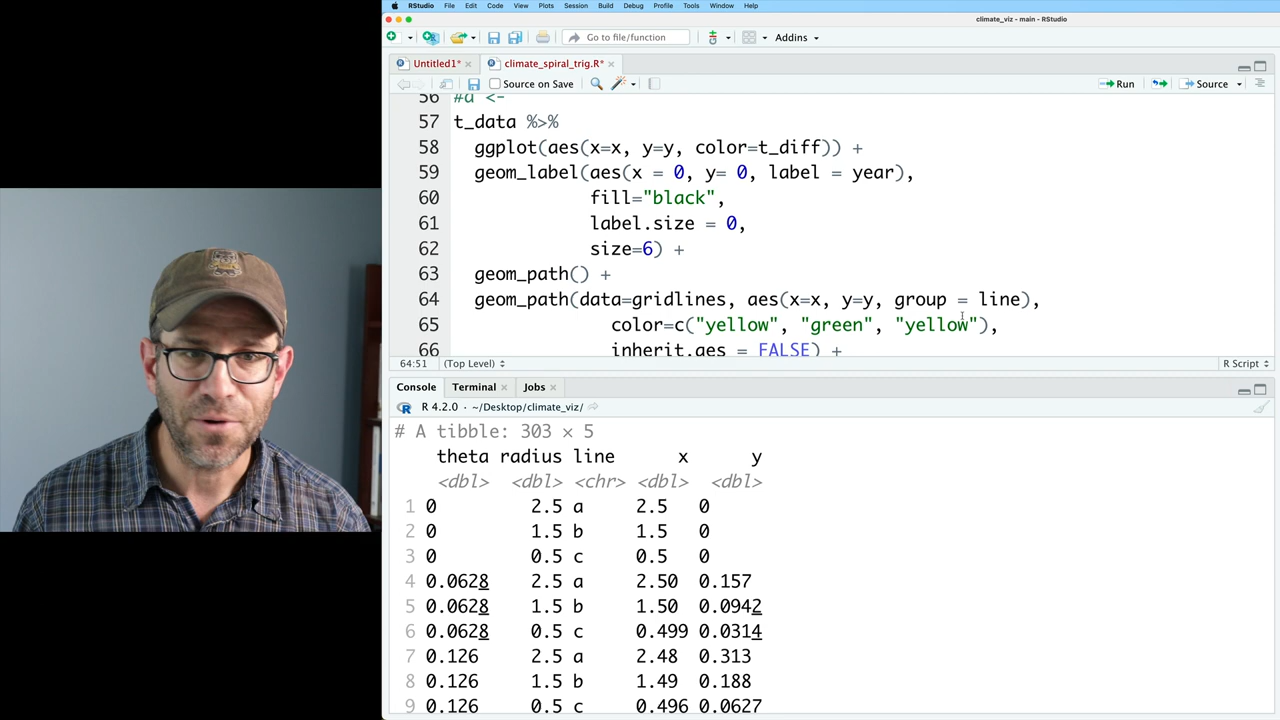 RStudio File Edit Code View Plots Session Build Debug Profile Tools Window Help
climate_viz - main - RStudio
Go to file/function Addins
Untitled1* climate_spiral_trig.R*
Source on Save Run Source
56 #a <-
57 t_data %>%
58 ggplot(aes(x=x, y=y, color=t_diff)) +
59 geom_label(aes(x = 0, y= 0, label = year),
60 fill="black",
61 label.size = 0,
62 size=6) +
63 geom_path() +
64 geom_path(data=gridlines, aes(x=x, y=y, group = line),
65 color=c("yellow", "green", "yellow"),
66 inherit.aes = FALSE) +
64:51 (Top Level) R Script
Console Terminal Jobs
R 4.2.0 · ~/Desktop/climate_viz/
# A tibble: 303 × 5
theta radius line x y
<dbl> <dbl> <chr> <dbl> <dbl>
1 0 2.5 a 2.5 0
2 0 1.5 b 1.5 0
3 0 0.5 c 0.5 0
4 0.0628 2.5 a 2.50 0.157
5 0.0628 1.5 b 1.50 0.0942
6 0.0628 0.5 c 0.499 0.0314
7 0.126 2.5 a 2.48 0.313
8 0.126 1.5 b 1.49 0.188
9 0.126 0.5 c 0.496 0.0627